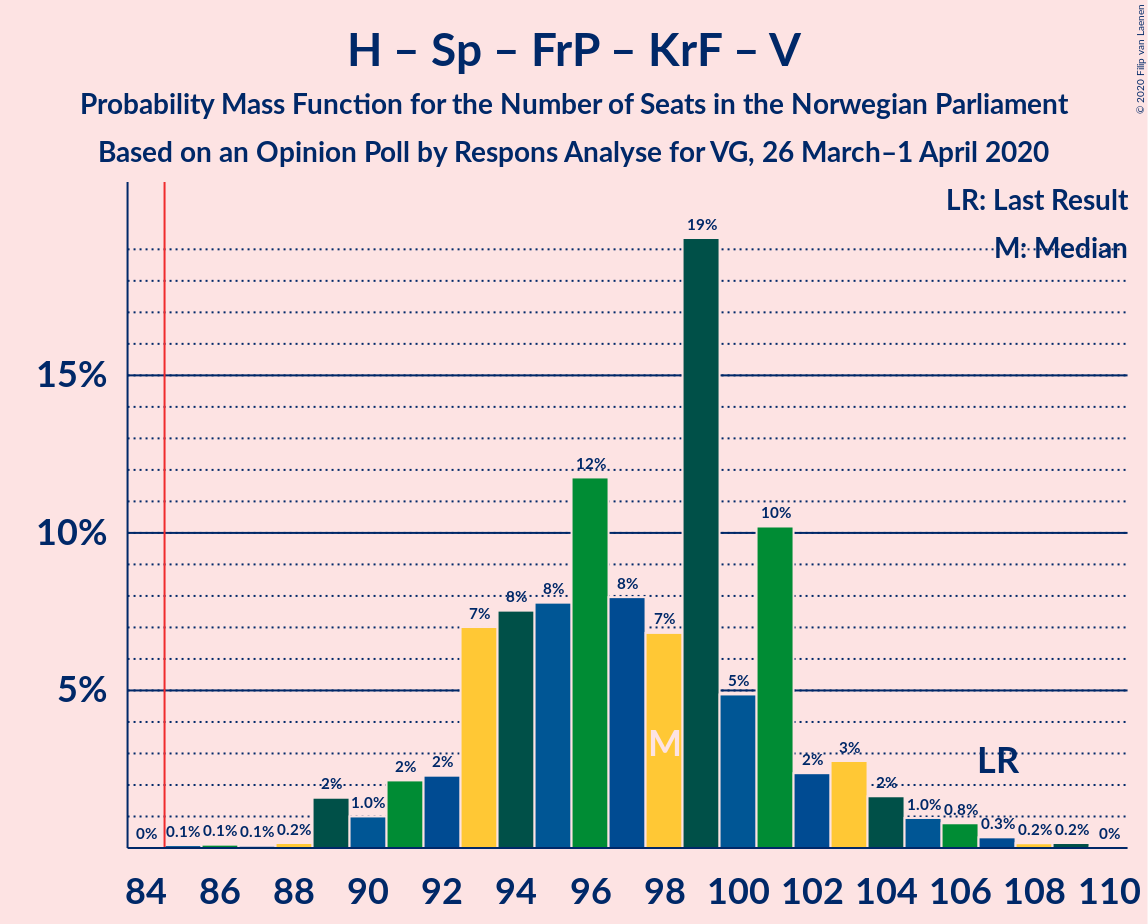 H – Sp – FrP – KrF – V
Probability Mass Function for the Number of Seats in the Norwegian Parliament
Based on an Opinion Poll by Respons Analyse for VG, 26 March–1 April 2020
© 2020 Filip van Laenen
LR: Last Result
M: Median
15%
10%
5%
0% 0.1% 0.1% 0.1% 0.2% 2% 1.0% 2% 2% 7% 8% 8% 12% 8% 7% 19% 5% 10% 2% 3% 2% 1.0% 0.8% 0.3% 0.2% 0.2% 0%
M
LR
84 86 88 90 92 94 96 98 100 102 104 106 108 110